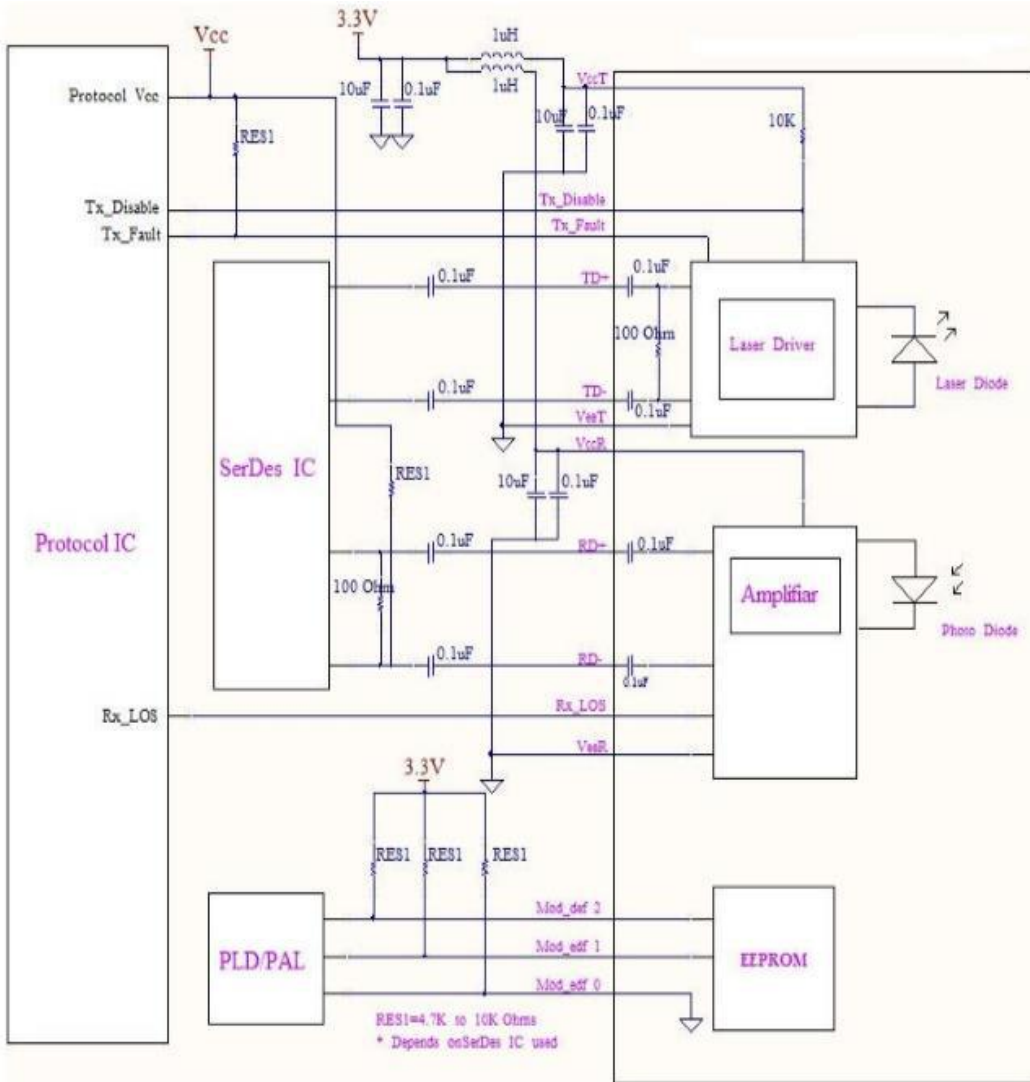 3.3V
1uH
Vcc
1uH
VccT
Protocol Vcc
10uF
0.1uF
10uF
0.1uF
10K
RES1
Tx_Disable
Tx_Disable
Tx_Fault
Tx_Fault
0.1uF
TD+
0.1uF
100 Ohm
Laser Driver
Laser Diode
0.1uF
TD-
0.1uF
VeeT
VccR
SerDes IC
RES1
10uF
0.1uF
Protocol IC
0.1uF
RD+
0.1uF
100 Ohm
Amplifiar
Photo Diode
0.1uF
RD-
0.1uF
Rx_LOS
Rx_LOS
VeeR
3.3V
RES1
RES1
RES1
Mod_def 2
PLD/PAL
Mod_edf 1
EEPROM
Mod_edf 0
RES1=4.7K to 10K Ohms
* Depends onSerDes IC used